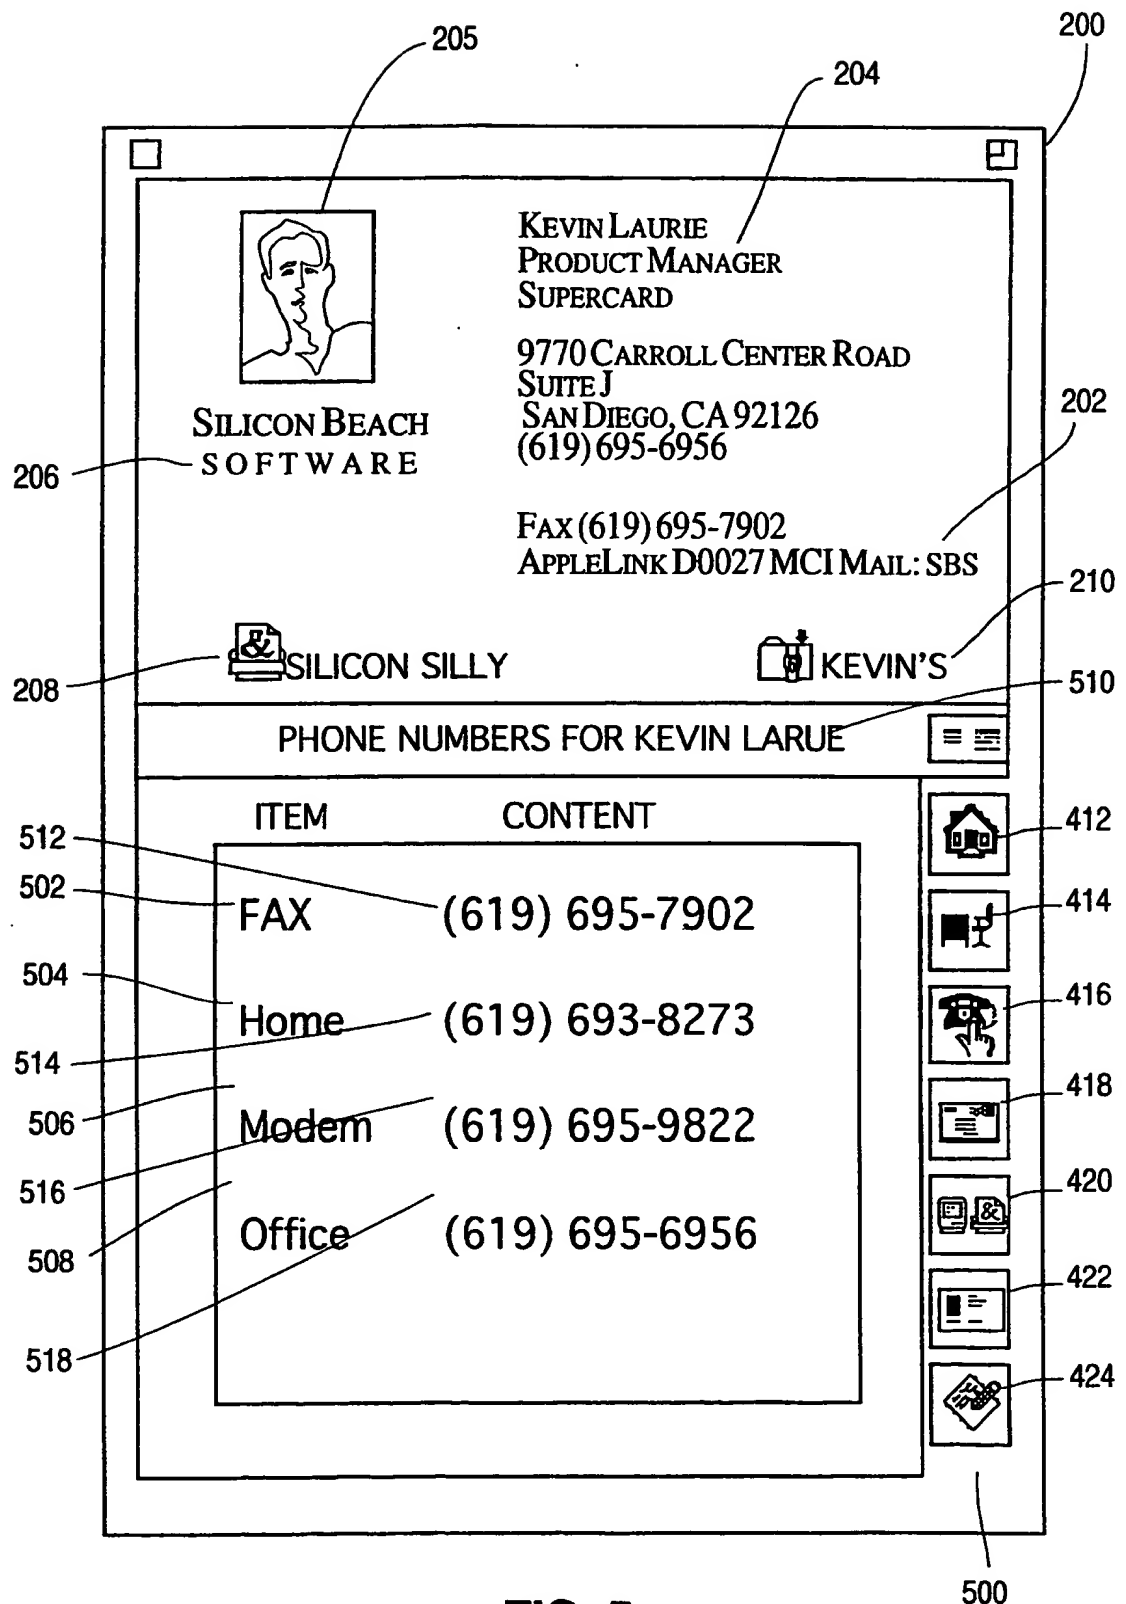 205
200
204
KEVIN LAURIE
PRODUCT MANAGER
SUPERCARD
9770 CARROLL CENTER ROAD
SUITE J
SAN DIEGO, CA 92126
(619) 695-6956
202
SILICON BEACH
SOFTWARE
206
FAX (619) 695-7902
APPLELINK D0027 MCI MAIL: SBS
210
SILICON SILLY
KEVIN'S
208
510
PHONE NUMBERS FOR KEVIN LARUE
ITEM CONTENT
512
412
502
FAX (619) 695-7902
414
504
Home (619) 693-8273
416
514
506
Modem (619) 695-9822
418
516
420
508
Office (619) 695-6956
422
518
424
500